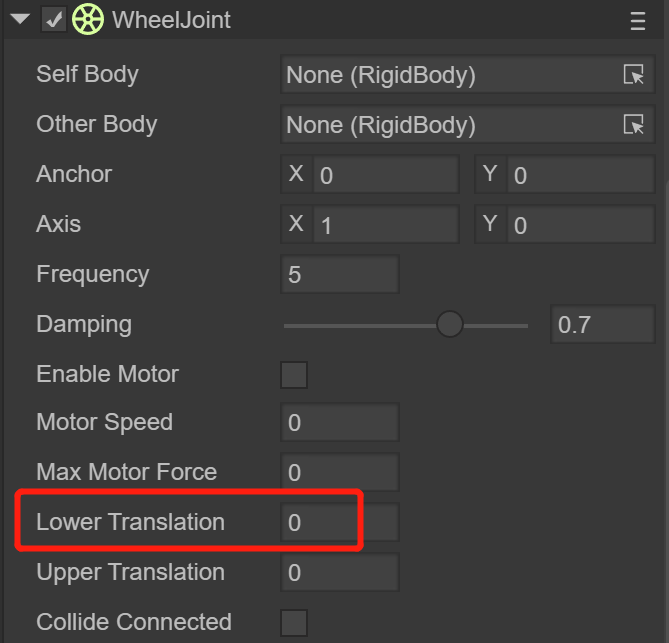 WheelJoint
Self Body None (RigidBody)
Other Body None (RigidBody)
Anchor X 0 Y 0
Axis X 1 Y 0
Frequency 5
Damping 0.7
Enable Motor
Motor Speed 0
Max Motor Force 0
Lower Translation 0
Upper Translation 0
Collide Connected